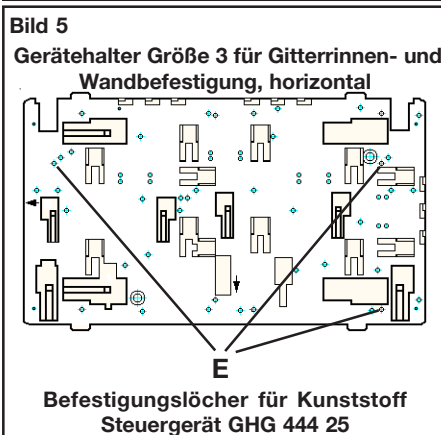 Bild 5
Gerätehalter Größe 3 für Gitterrinnen- und
Wandbefestigung, horizontal
E
Befestigungslöcher für Kunststoff
Steuergerät GHG 444 25